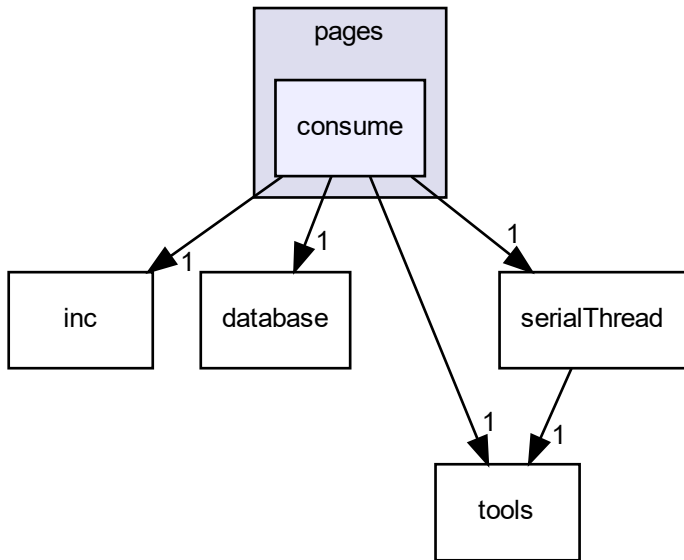 pages
consume
1
1
1
inc
database
serialThread
1
1
tools